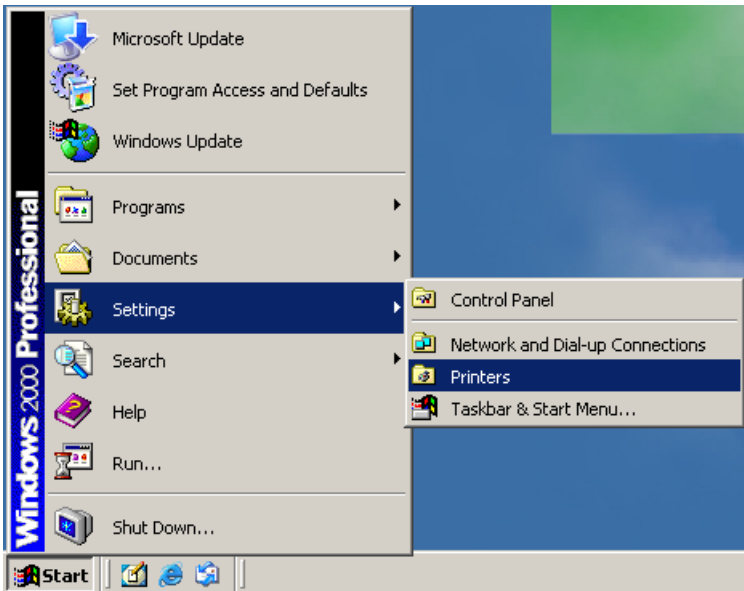 Microsoft Update
Set Program Access and Defaults
Windows Update
Programs
Documents
Settings
Search
Help
Run...
Shut Down...
Control Panel
Network and Dial-up Connections
Printers
Taskbar & Start Menu...
Windows 2000 Professional
Start